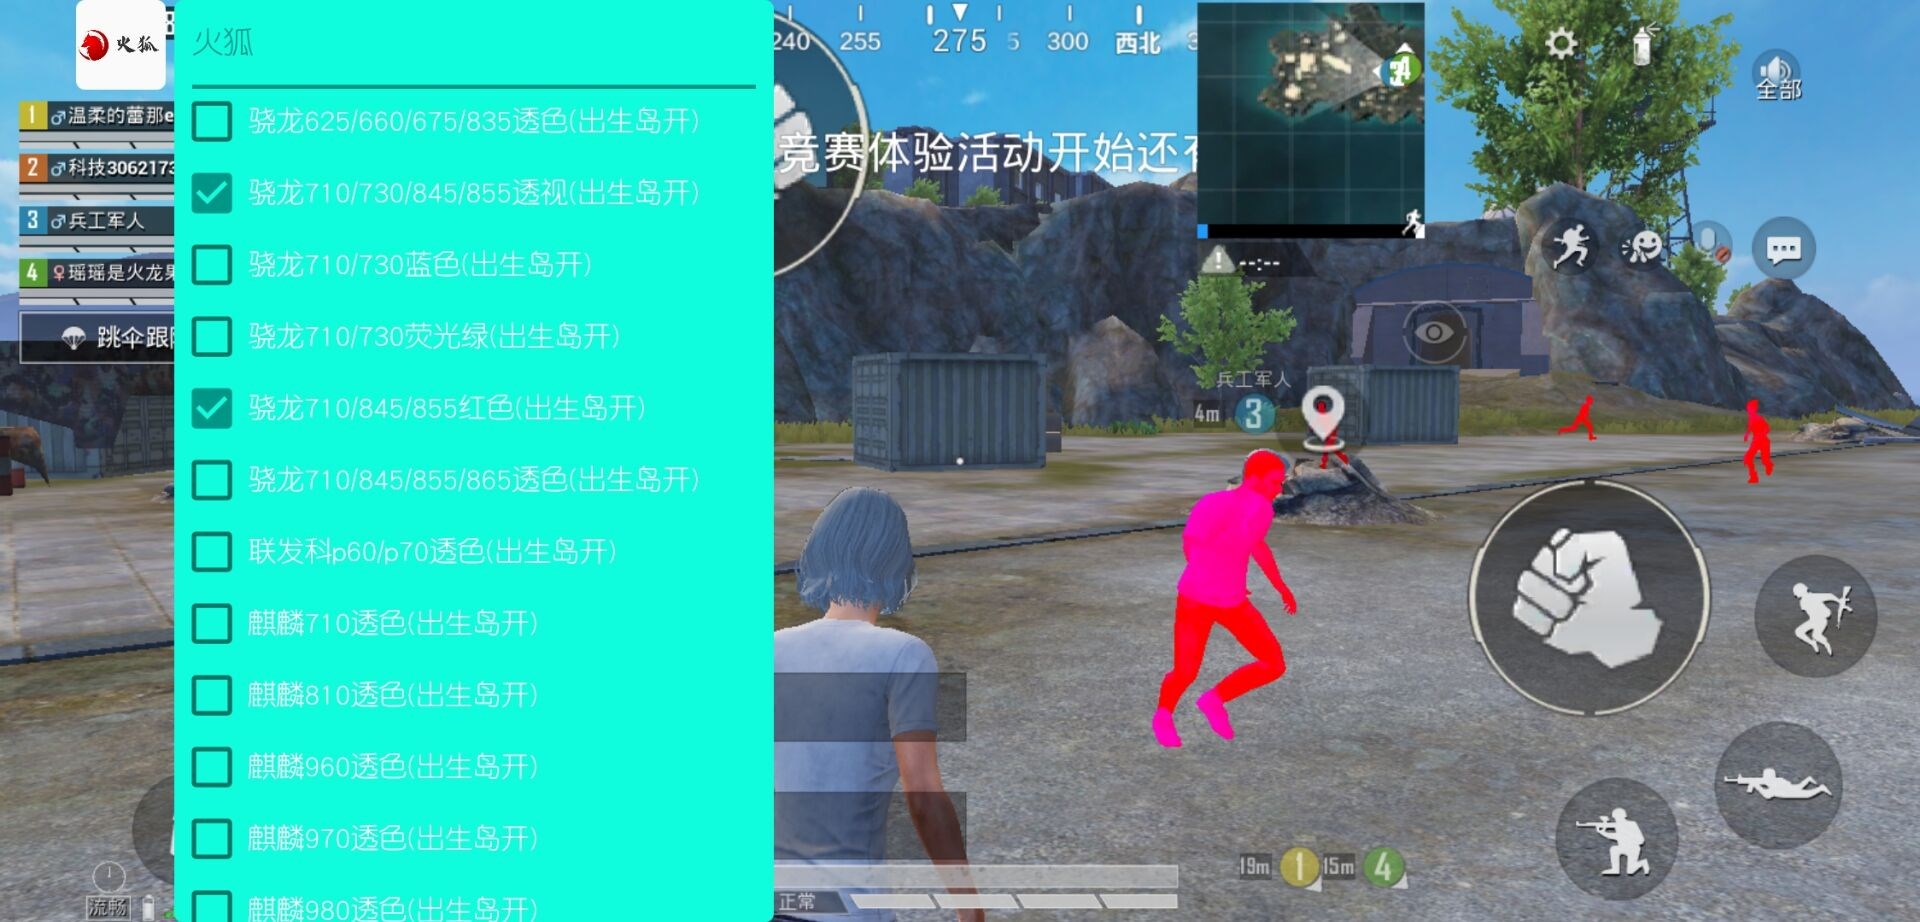 火狐
火狐
骁龙625/660/675/835透色(出生岛开)
骁龙710/730/845/855透视(出生岛开)
骁龙710/730蓝色(出生岛开)
骁龙710/730荧光绿(出生岛开)
骁龙710/845/855红色(出生岛开)
骁龙710/845/855/865透色(出生岛开)
联发科p60/p70透色(出生岛开)
麒麟710透色(出生岛开)
麒麟810透色(出生岛开)
麒麟960透色(出生岛开)
麒麟970透色(出生岛开)
麒麟980透色(出生岛开)
1 ♂温柔的蕾那e
2 ♂科技3062173
3 ♂兵工军人
4 ♀瑶瑶是火龙果
跳伞跟
流畅
240 255 275 5 300 西北
竞赛体验活动开始还有
全部
--:--
兵工军人
4m 3
19m 1 15m 4
正常